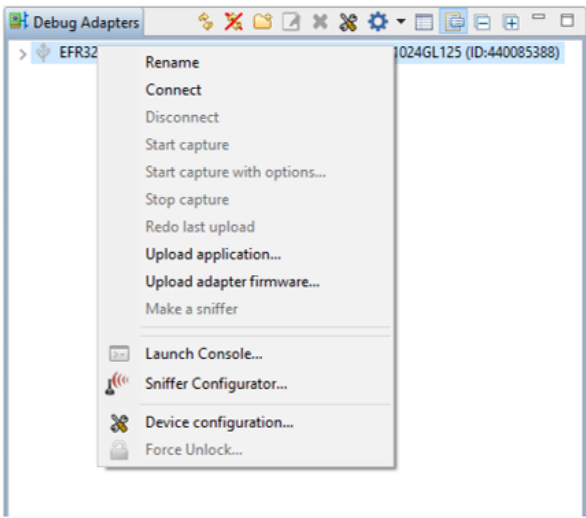 Debug Adapters
EFR32 1024GL125 (ID:440085388)
Rename
Connect
Disconnect
Start capture
Start capture with options...
Stop capture
Redo last upload
Upload application...
Upload adapter firmware...
Make a sniffer
Launch Console...
Sniffer Configurator...
Device configuration...
Force Unlock...